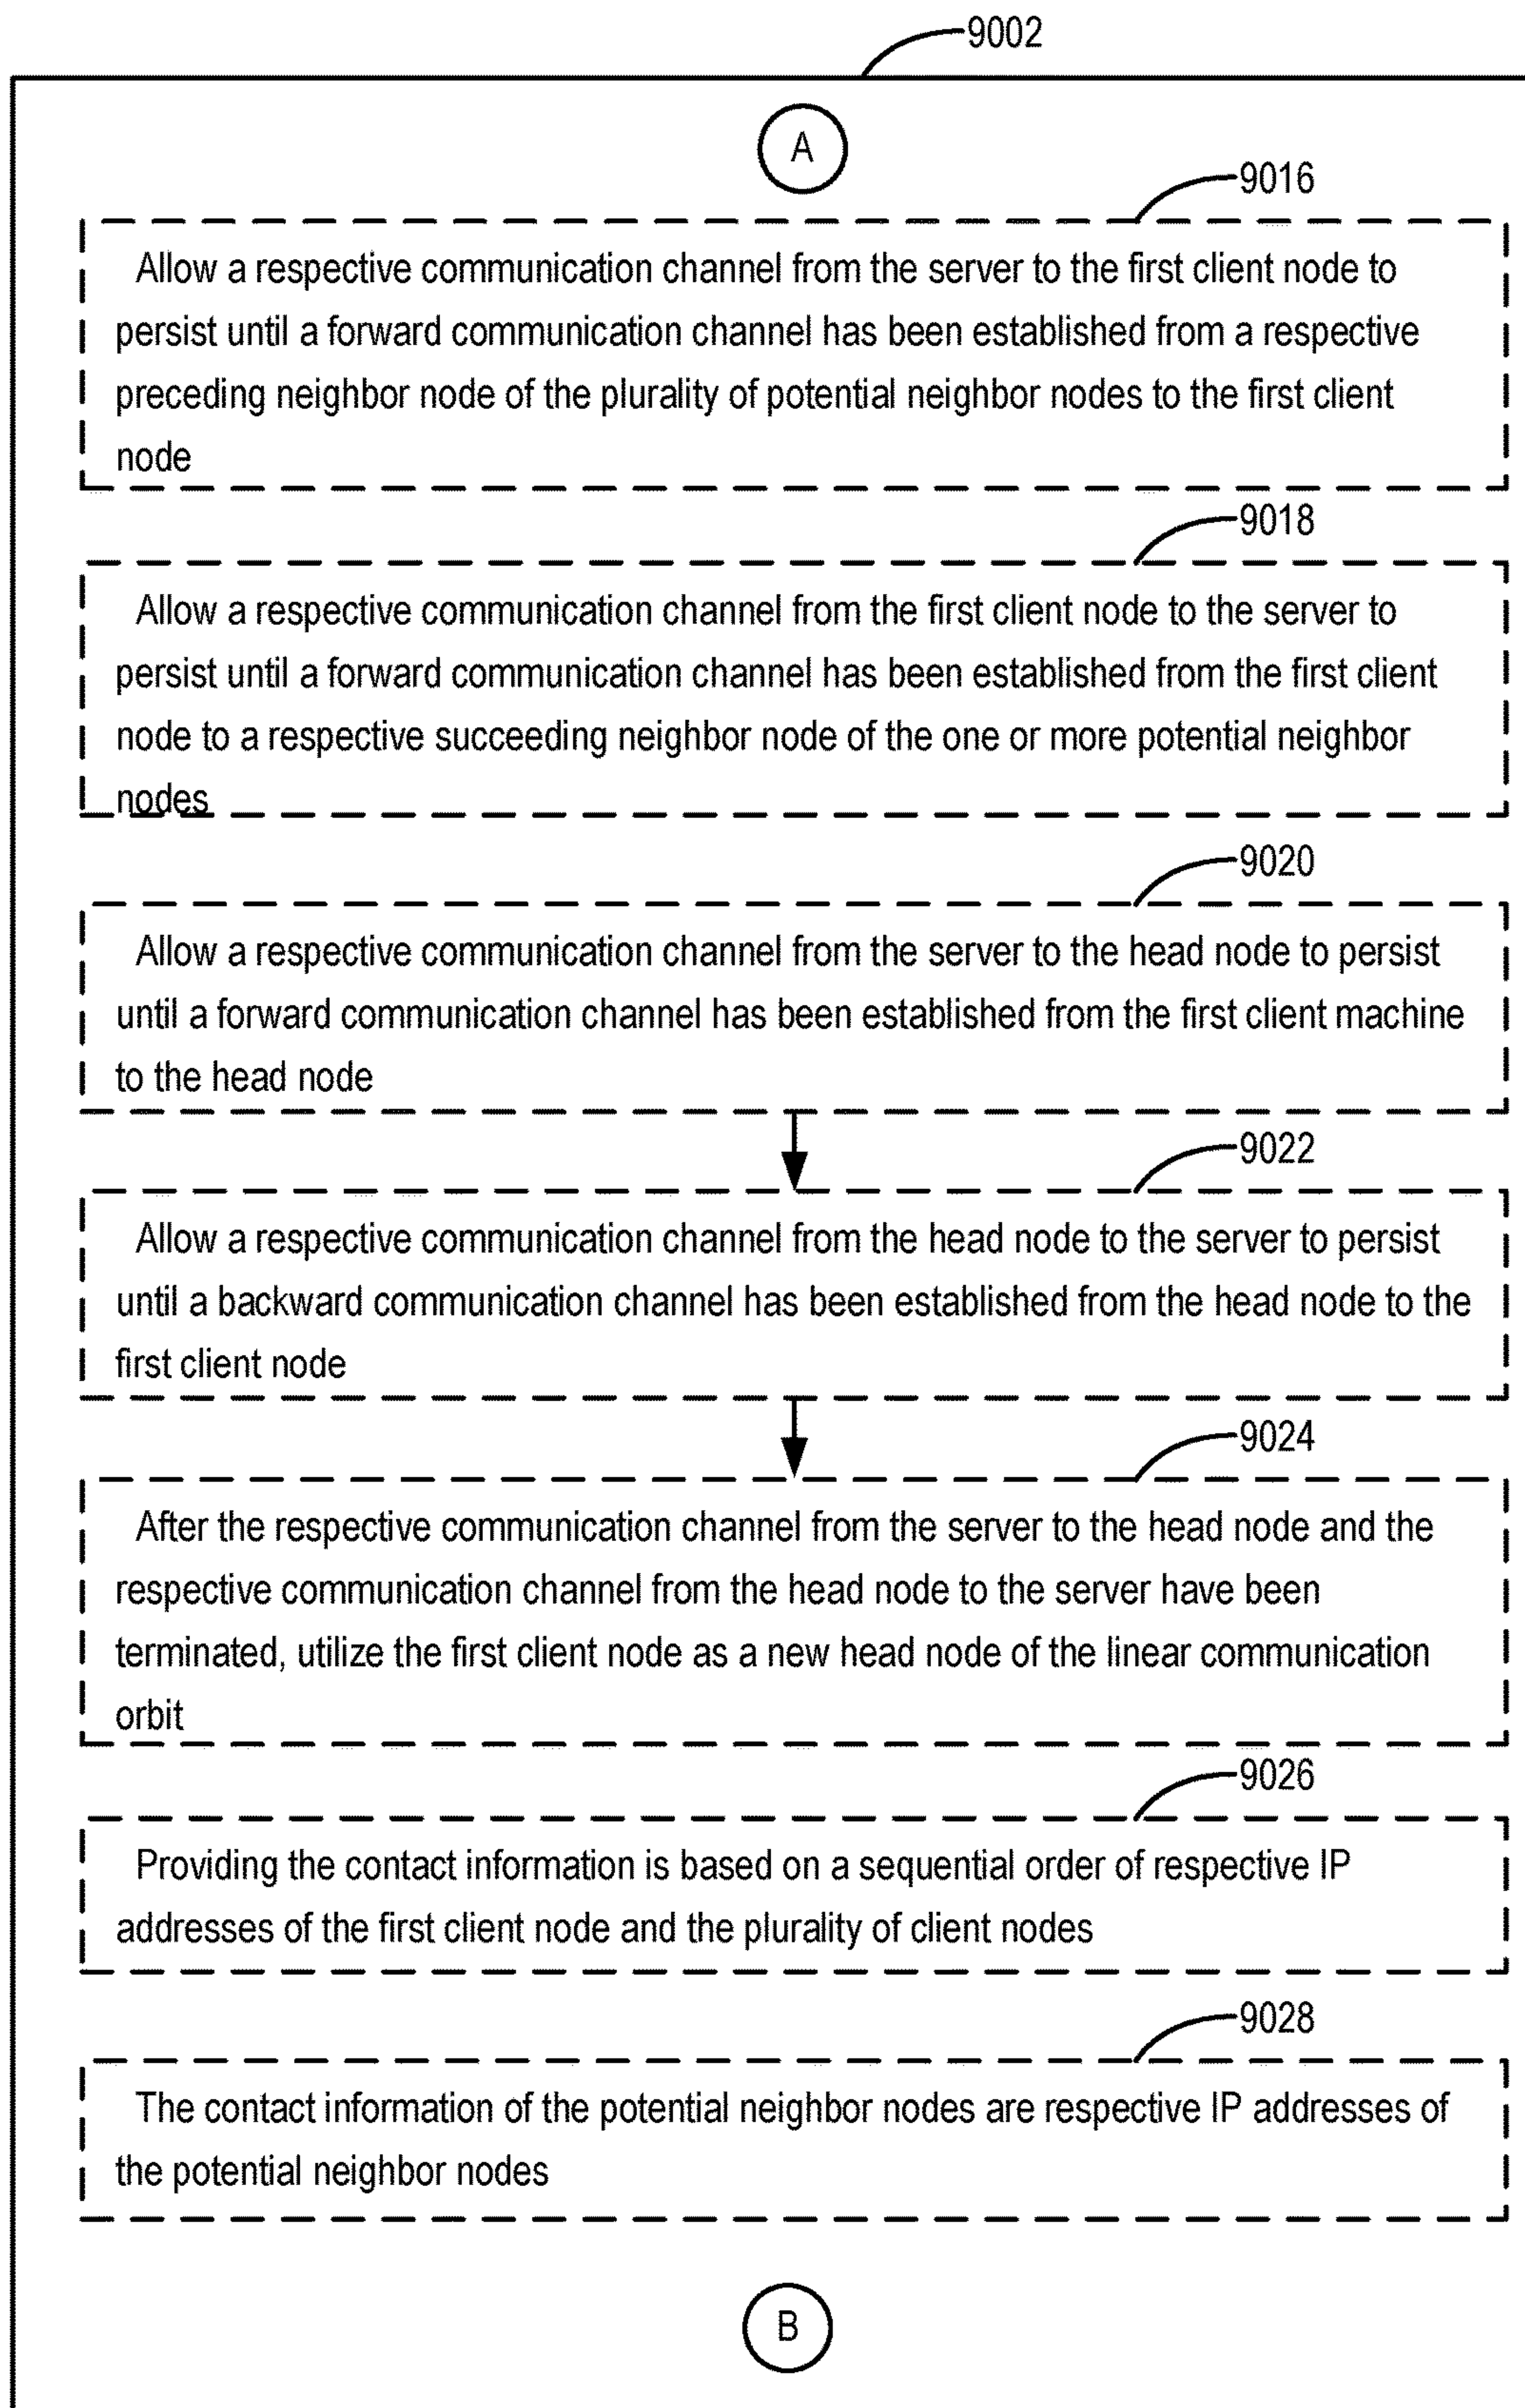 9002
A
9016
Allow a respective communication channel from the server to the first client node to
persist until a forward communication channel has been established from a respective
preceding neighbor node of the plurality of potential neighbor nodes to the first client
node
9018
Allow a respective communication channel from the first client node to the server to
persist until a forward communication channel has been established from the first client
node to a respective succeeding neighbor node of the one or more potential neighbor
nodes
9020
Allow a respective communication channel from the server to the head node to persist
until a forward communication channel has been established from the first client machine
to the head node
9022
Allow a respective communication channel from the head node to the server to persist
until a backward communication channel has been established from the head node to the
first client node
9024
After the respective communication channel from the server to the head node and the
respective communication channel from the head node to the server have been
terminated, utilize the first client node as a new head node of the linear communication
orbit
9026
Providing the contact information is based on a sequential order of respective IP
addresses of the first client node and the plurality of client nodes
9028
The contact information of the potential neighbor nodes are respective IP addresses of
the potential neighbor nodes
B